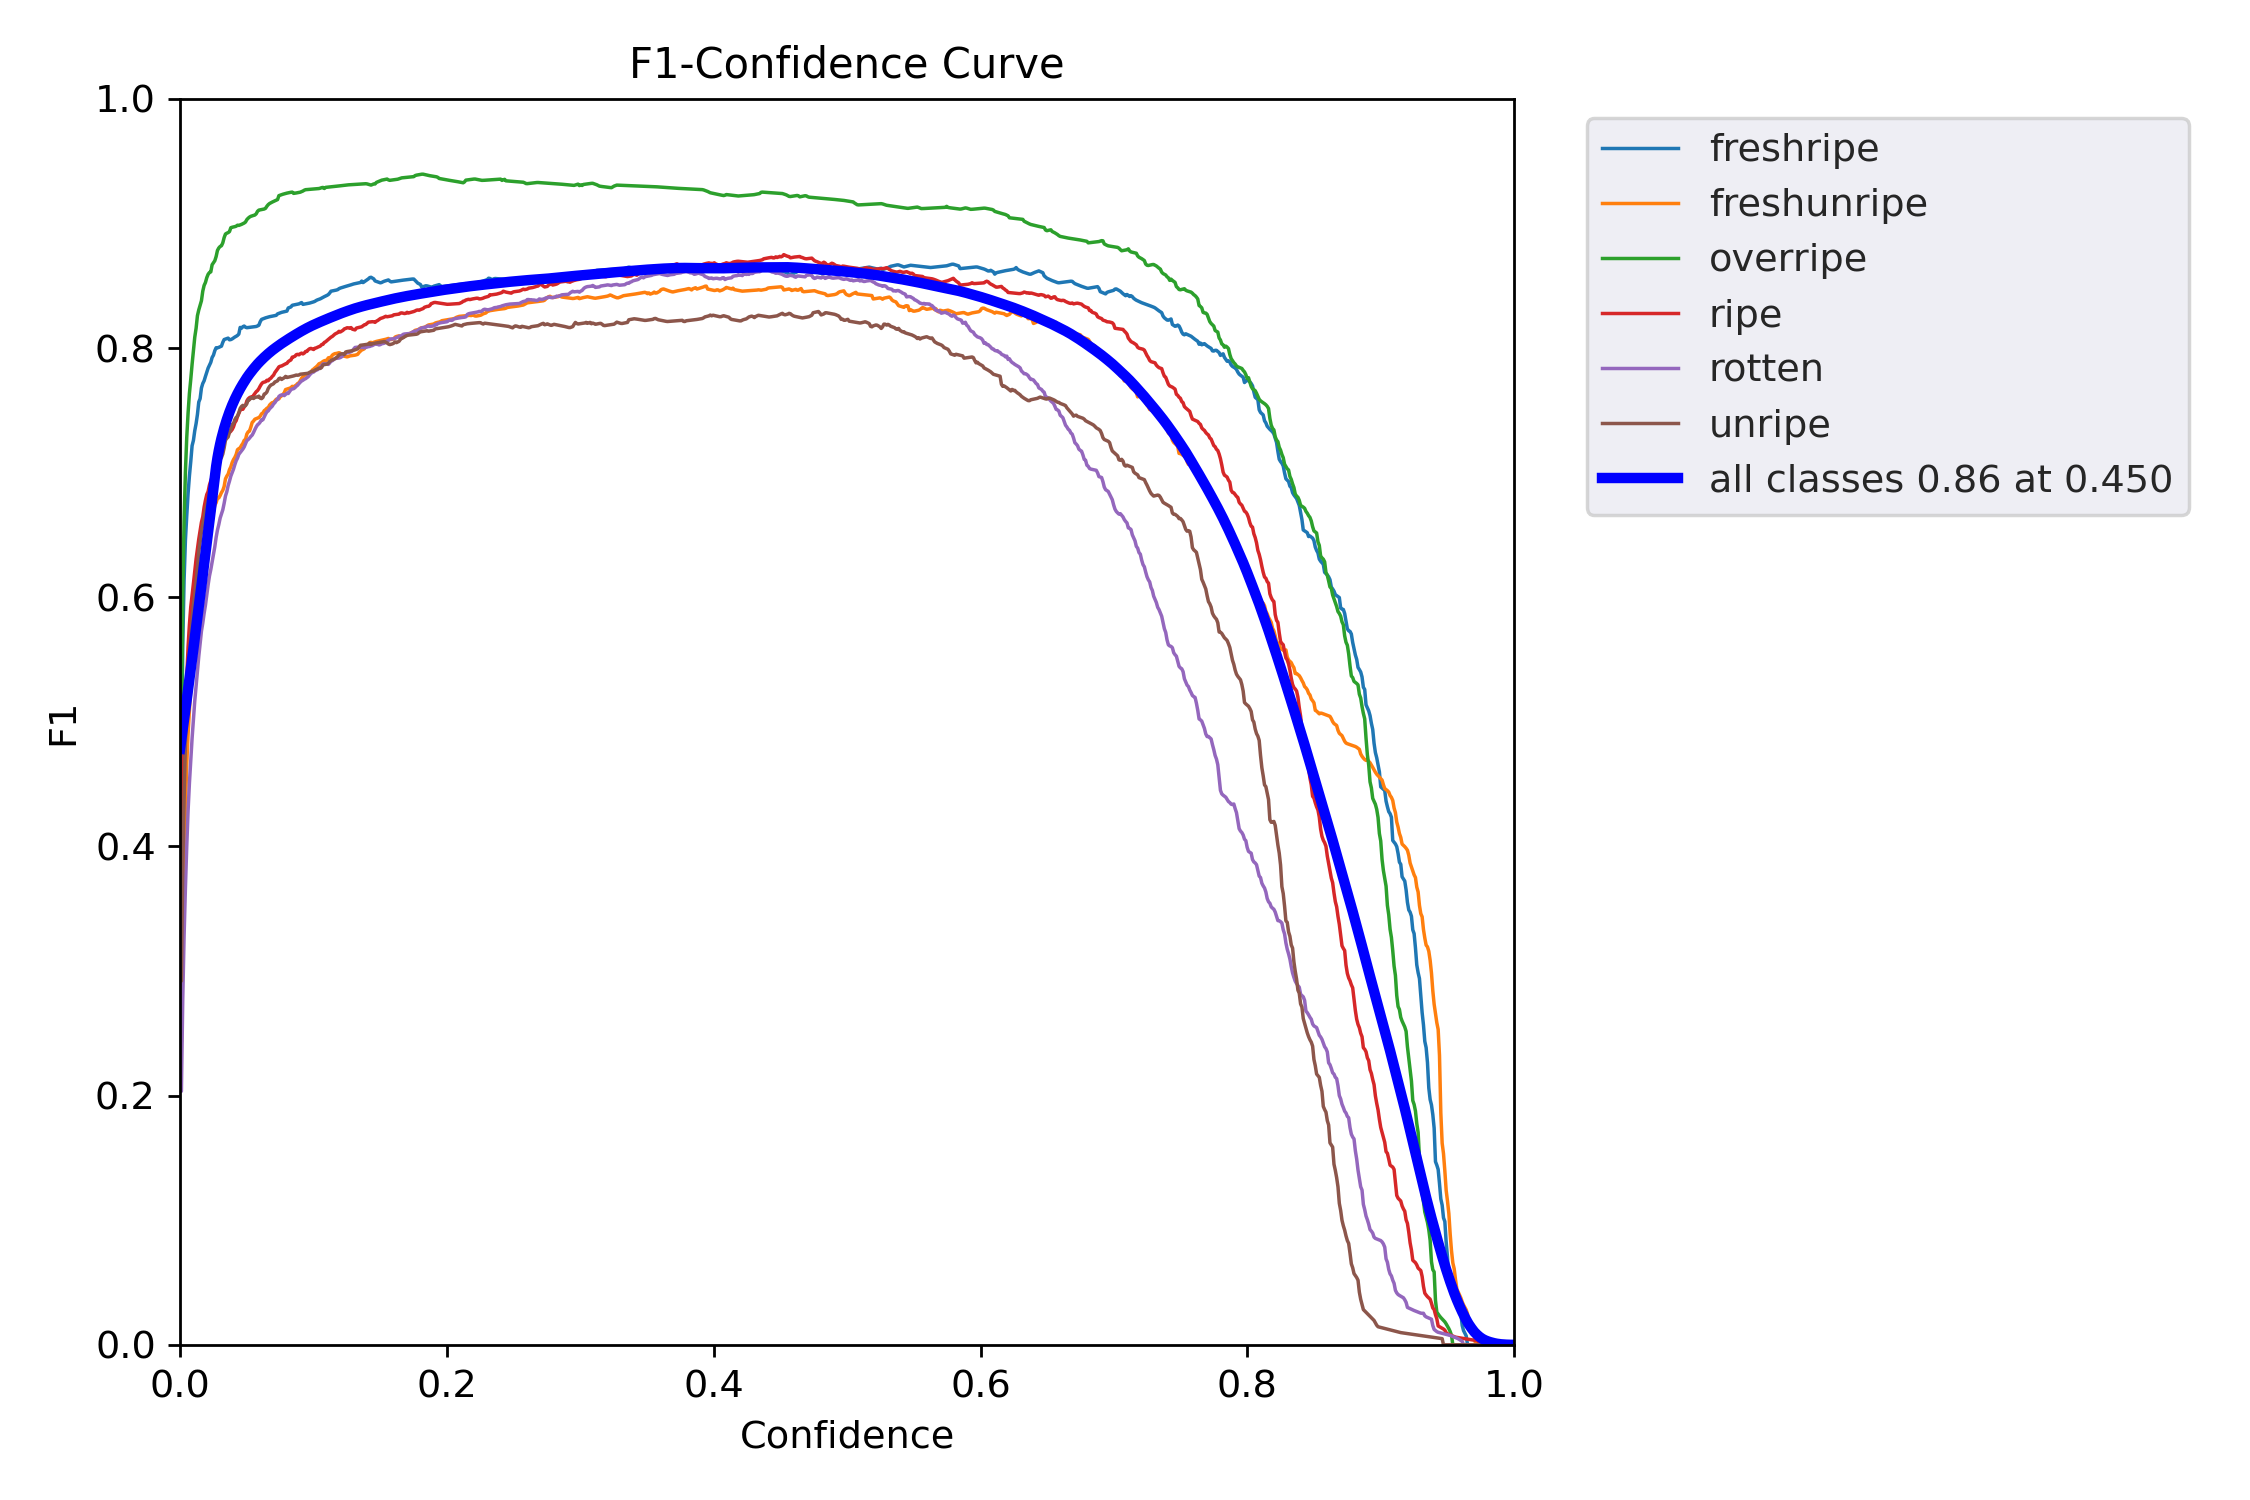 F1-Confidence Curve
1.0
0.8
0.6
0.4
0.2
0.0
F1
0.0 0.2 0.4 0.6 0.8 1.0
Confidence
freshripe
freshunripe
overripe
ripe
rotten
unripe
all classes 0.86 at 0.450